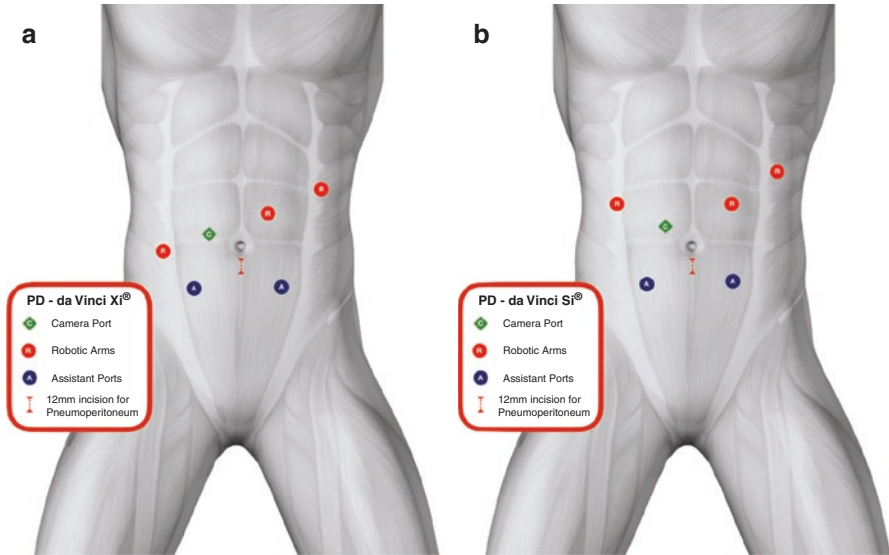 a
R
R
C
R
A
A
PD - da Vinci Xi®
C Camera Port
R Robotic Arms
A Assistant Ports
12mm incision for
Pneumoperitoneum
b
R
R
R
C
A
A
PD - da Vinci Si®
C Camera Port
R Robotic Arms
A Assistant Ports
12mm incision for
Pneumoperitoneum